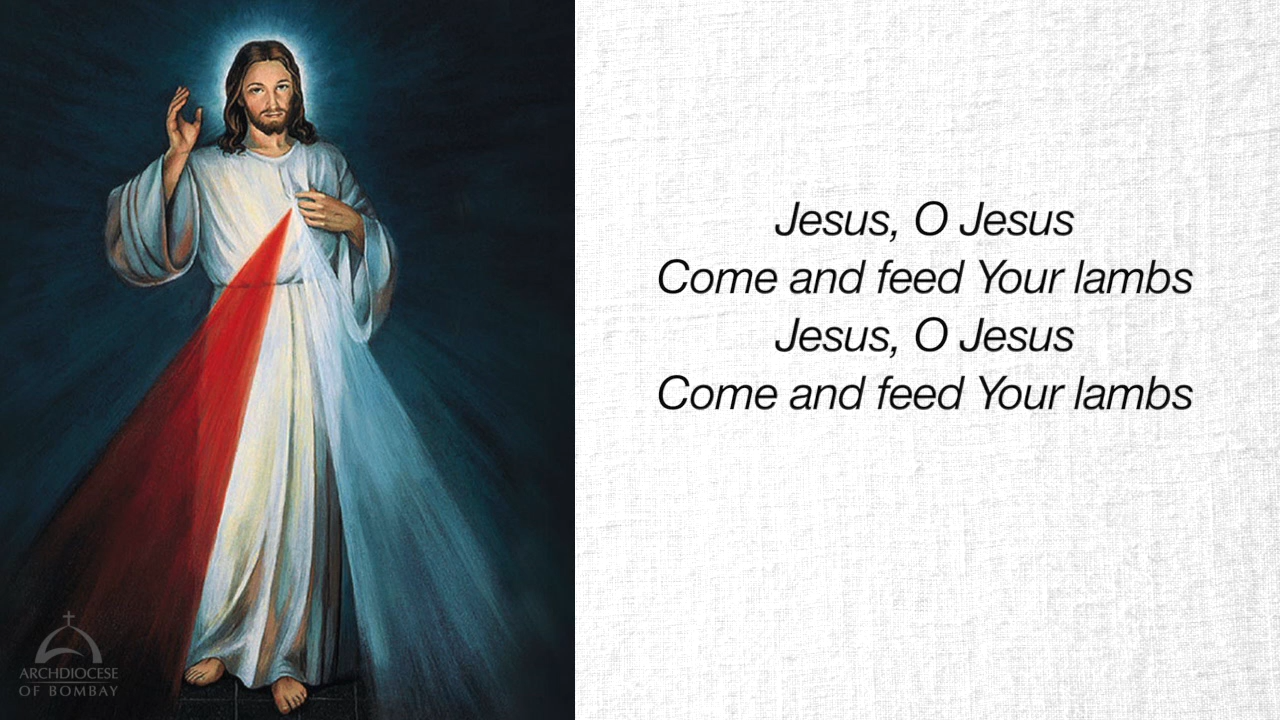 Jesus, O Jesus
Come and feed Your lambs
Jesus, O Jesus
Come and feed Your lambs
ARCHDIOCESE
OF BOMBAY